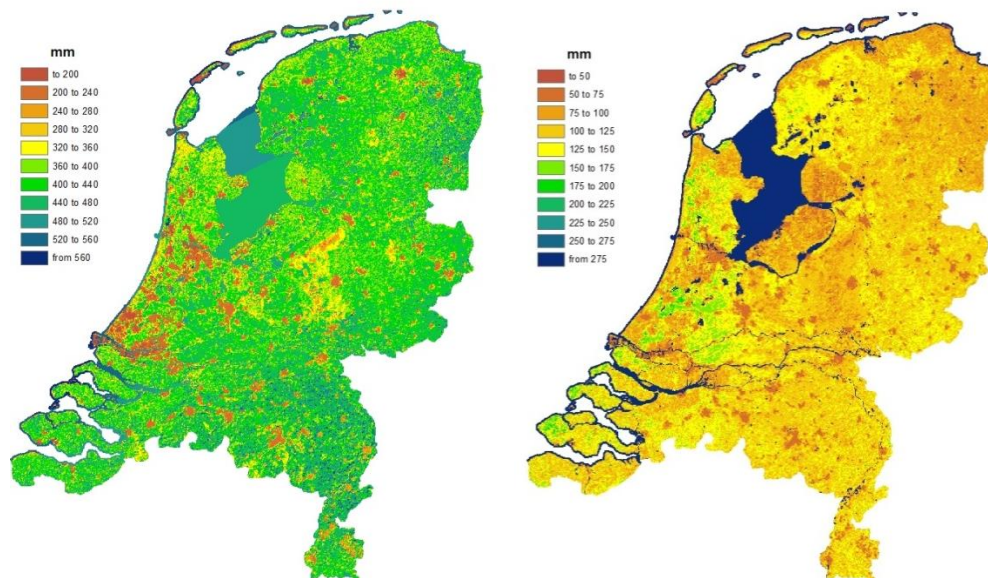 mm
to 200
200 to 240
240 to 280
280 to 320
320 to 360
360 to 400
400 to 440
440 to 480
480 to 520
520 to 560
from 560
mm
to 50
50 to 75
75 to 100
100 to 125
125 to 150
150 to 175
175 to 200
200 to 225
225 to 250
250 to 275
from 275